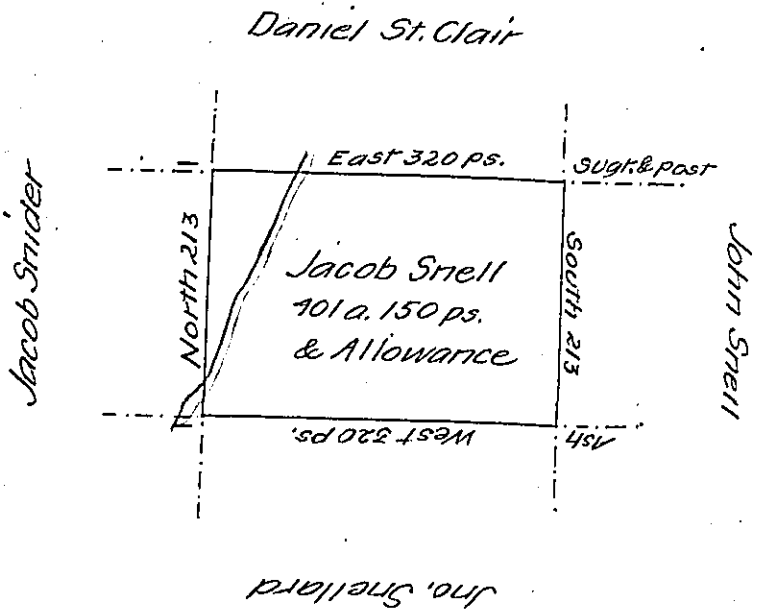 Daniel St. Clair
East 320 ps.
Sugr. & Post
Jacob Snider
North 213
Jacob Snell
401 a. 150 ps.
& Allowance
South 213
John Snell
West 320 ps.
Ash
Jno. Snellard